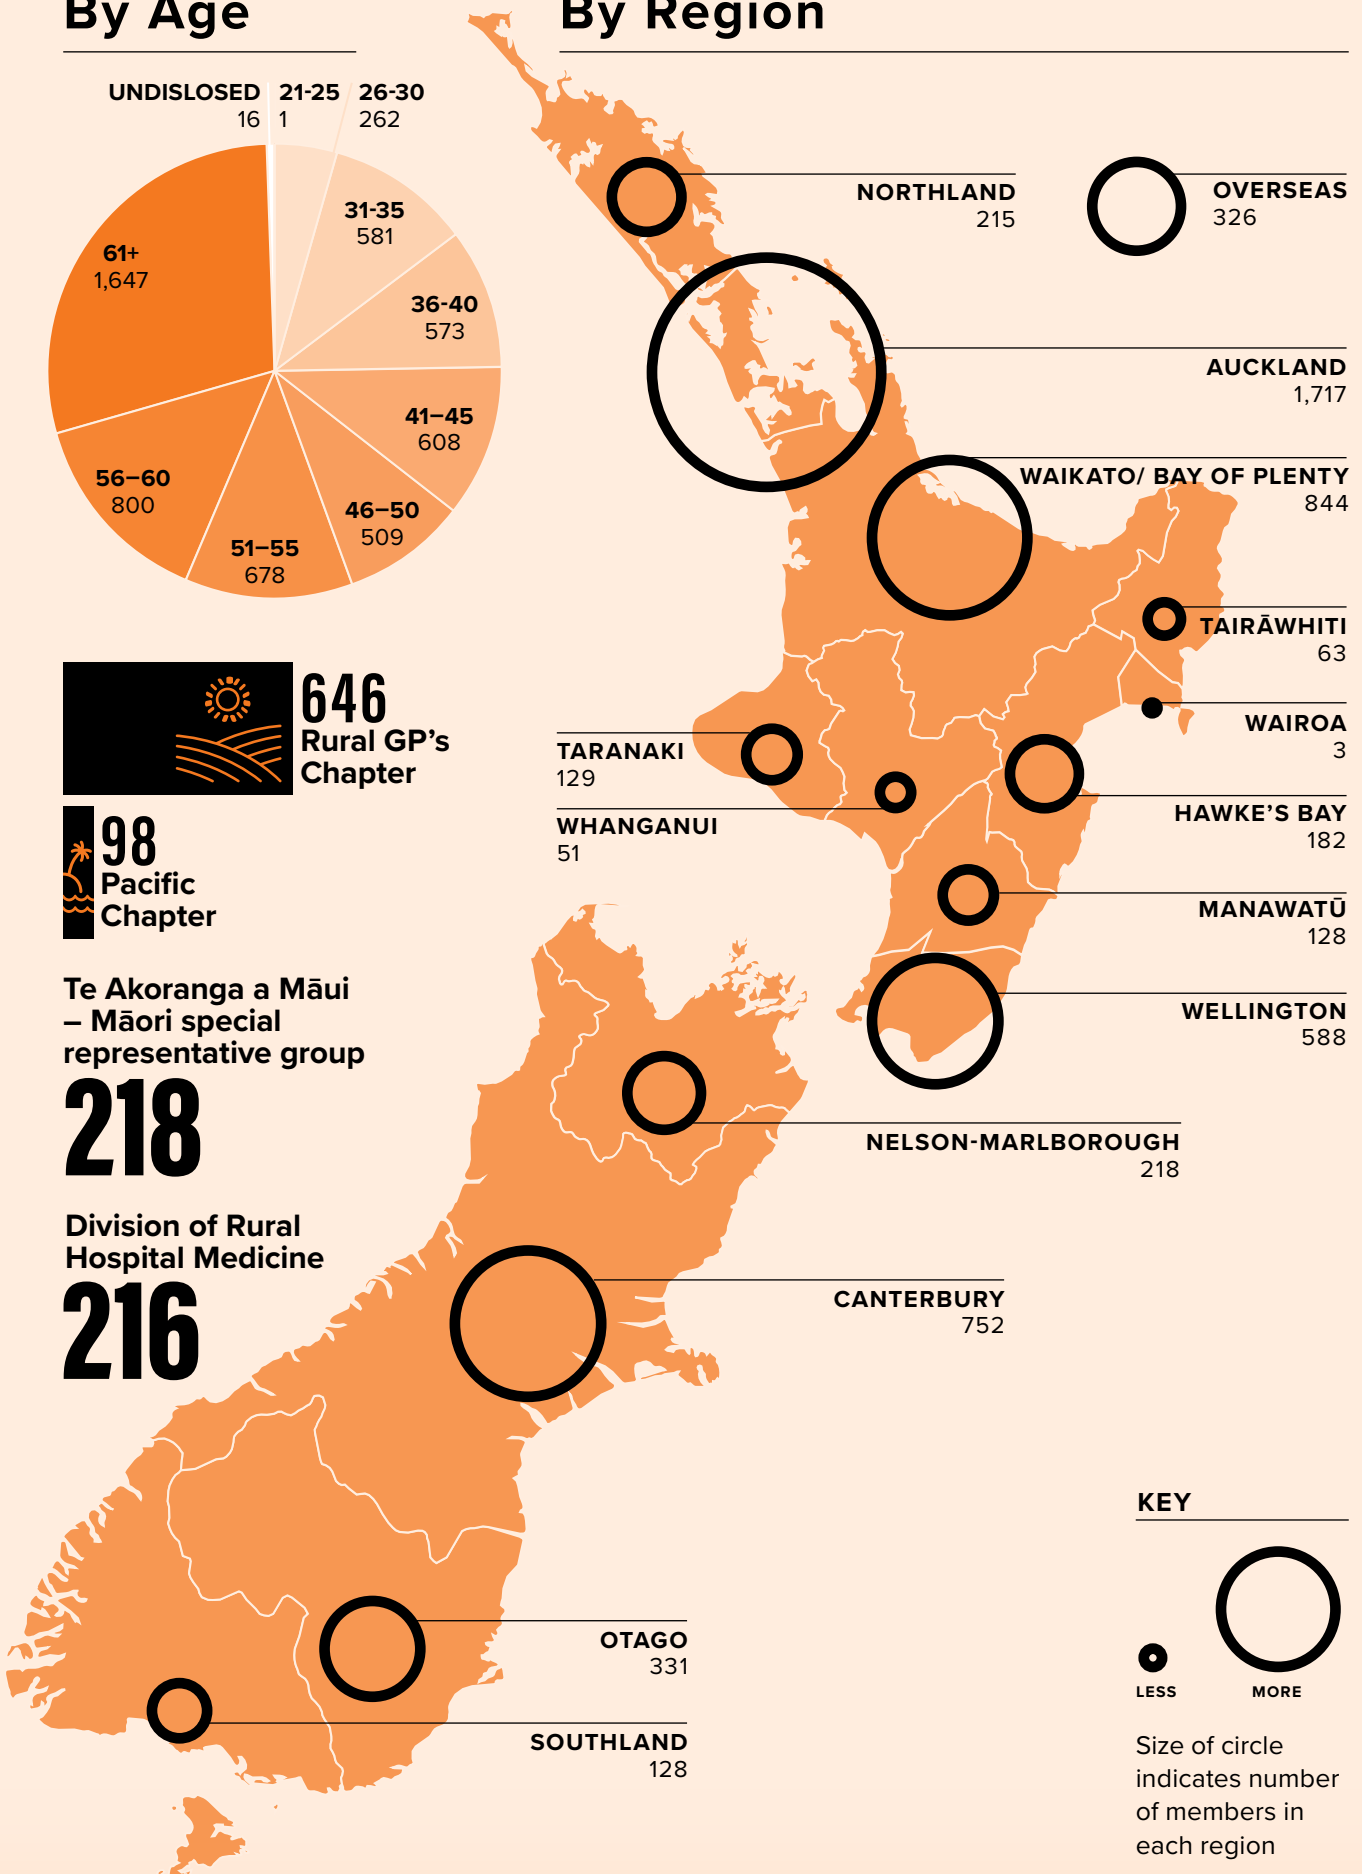 By Age
UNDISLOSED
16
21-25
1
26-30
262
31-35
581
36-40
573
41–45
608
46–50
509
51–55
678
56–60
800
61+
1,647
646
Rural GP’s
Chapter
98
Pacific
Chapter
Te Akoranga a Māui
– Māori special
representative group
218
Division of Rural
Hospital Medicine
216
By Region
NORTHLAND
215
OVERSEAS
326
AUCKLAND
1,717
WAIKATO/ BAY OF PLENTY
844
TAIRĀWHITI
63
WAIROA
3
TARANAKI
129
WHANGANUI
51
HAWKE’S BAY
182
MANAWATŪ
128
WELLINGTON
588
NELSON-MARLBOROUGH
218
CANTERBURY
752
OTAGO
331
SOUTHLAND
128
KEY
LESS
MORE
Size of circle
indicates number
of members in
each region